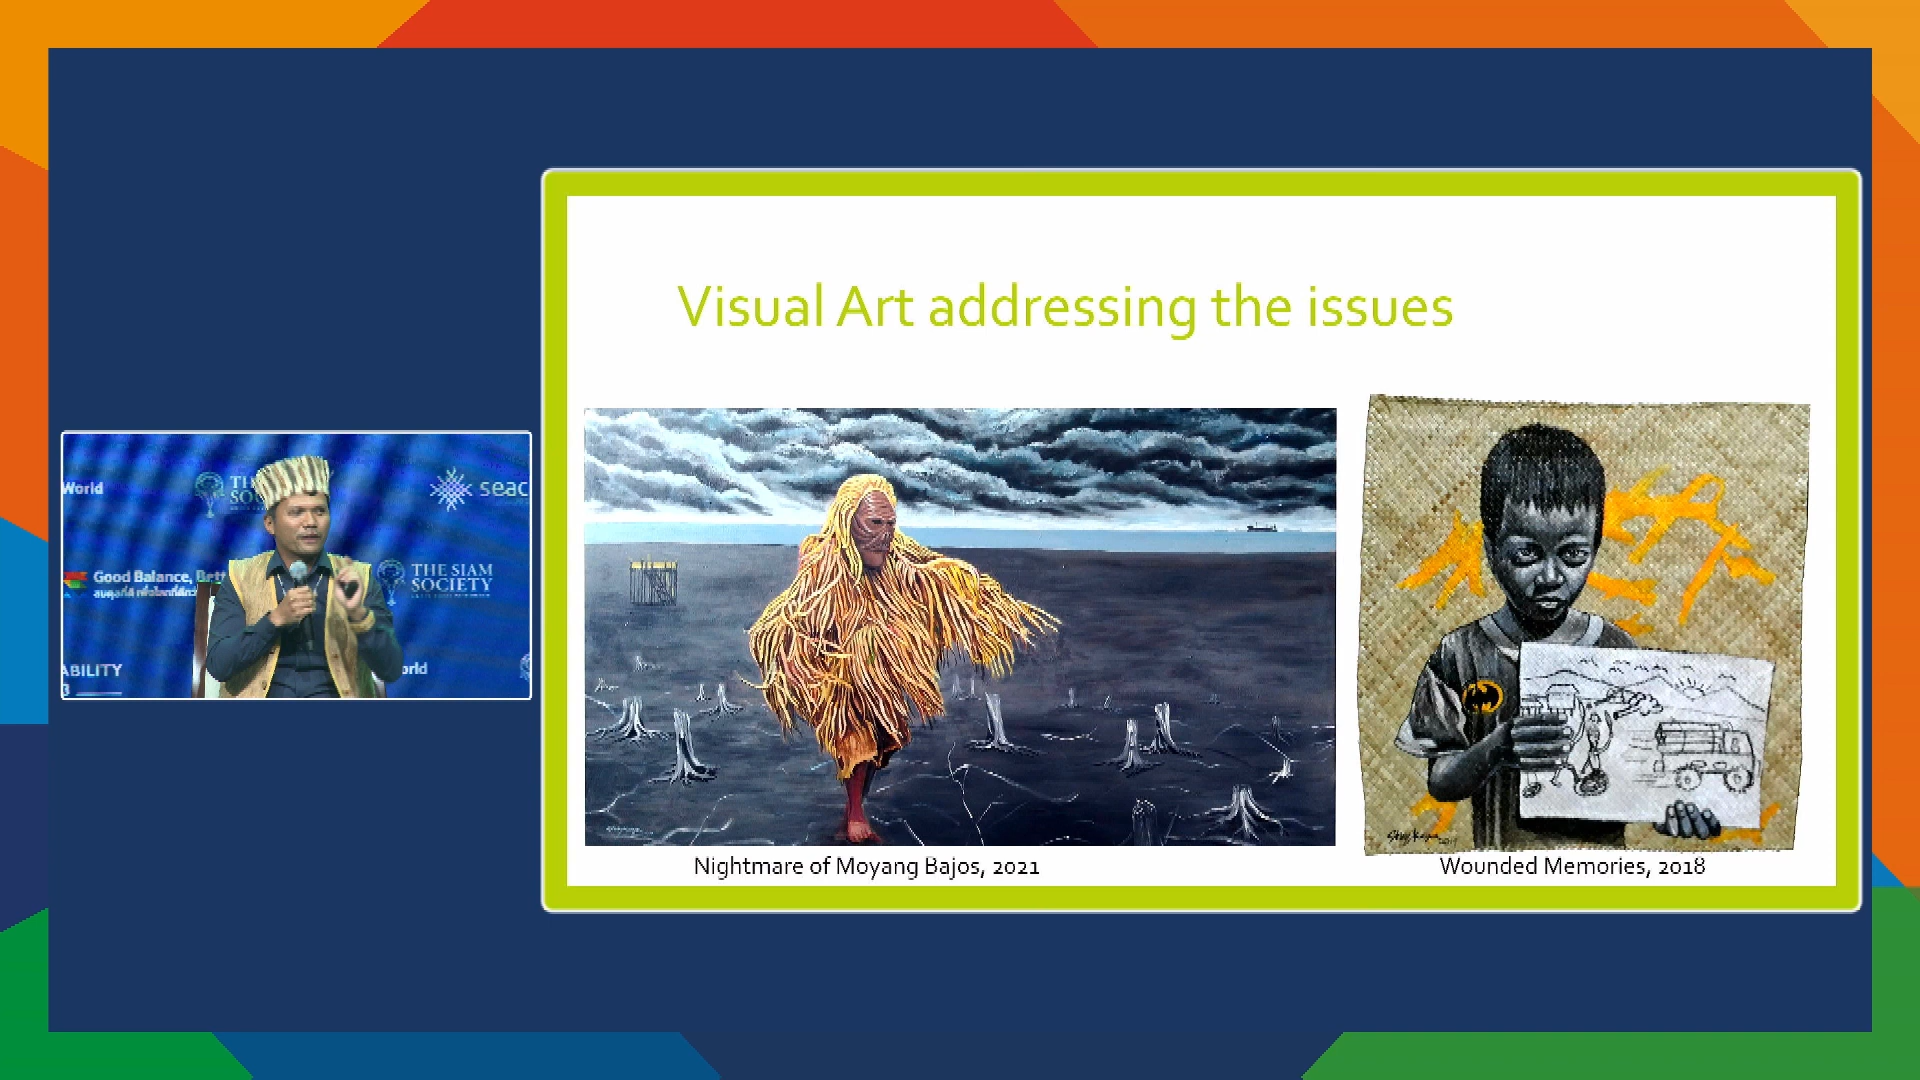 Visual Art addressing the issues
Nightmare of Moyang Bajos, 2021
Wounded Memories, 2018
World
seac
Good Balance,
THE SIAM
SOCIETY
ABILITY
orld